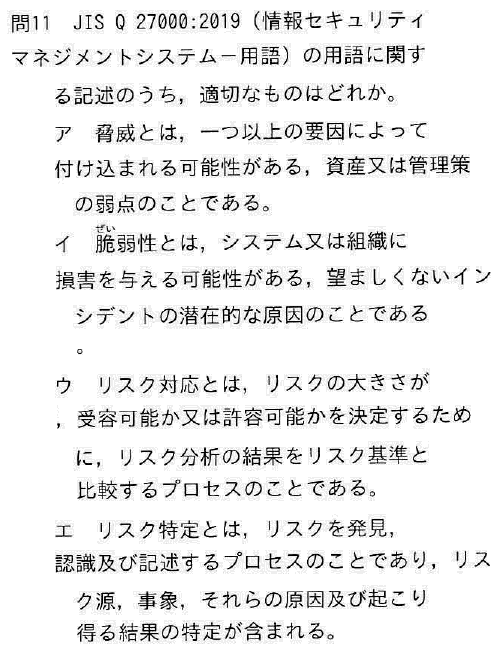 問11 JIS Q 27000:2019（情報セキュリティ
マネジメントシステム－用語）の用語に関す
る記述のうち，適切なものはどれか。
ア 脅威とは，一つ以上の要因によって
付け込まれる可能性がある，資産又は管理策
の弱点のことである。
ぜい
イ 脆弱性とは，システム又は組織に
損害を与える可能性がある，望ましくないイン
シデントの潜在的な原因のことである
。
ウ リスク対応とは，リスクの大きさが
，受容可能か又は許容可能かを決定するため
に，リスク分析の結果をリスク基準と
比較するプロセスのことである。
エ リスク特定とは，リスクを発見，
認識及び記述するプロセスのことであり，リス
ク源，事象，それらの原因及び起こり
得る結果の特定が含まれる。